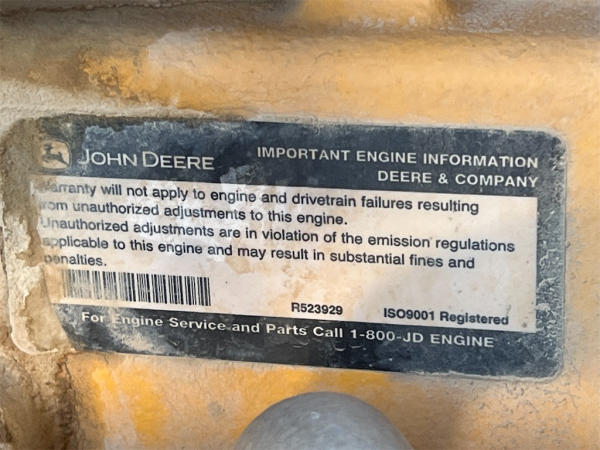 JOHN DEERE
IMPORTANT ENGINE INFORMATION
DEERE & COMPANY
Warranty will not apply to engine and drivetrain failures resulting
from unauthorized adjustments to this engine.
Unauthorized adjustments are in violation of the emission regulations
applicable to this engine and may result in substantial fines and
penalties.
R523929
ISO9001 Registered
For Engine Service and Parts Call 1-800-JD ENGINE